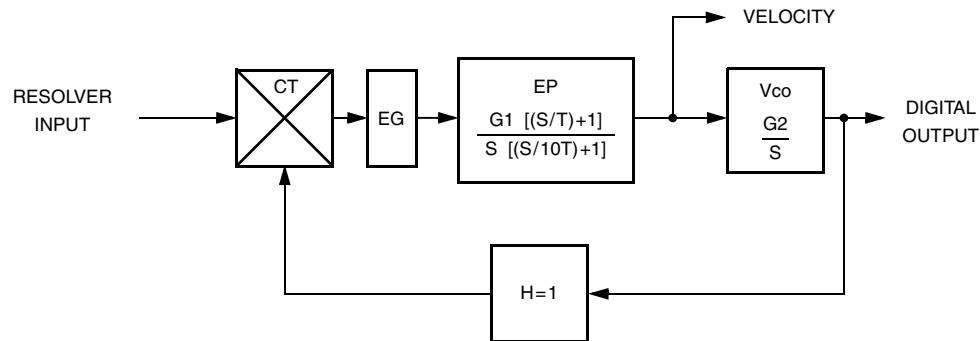 VELOCITY
RESOLVER
INPUT
CT
EG
EP
G1 [(S/T)+1]
S [(S/10T)+1]
Vco
G2
S
DIGITAL
OUTPUT
H=1